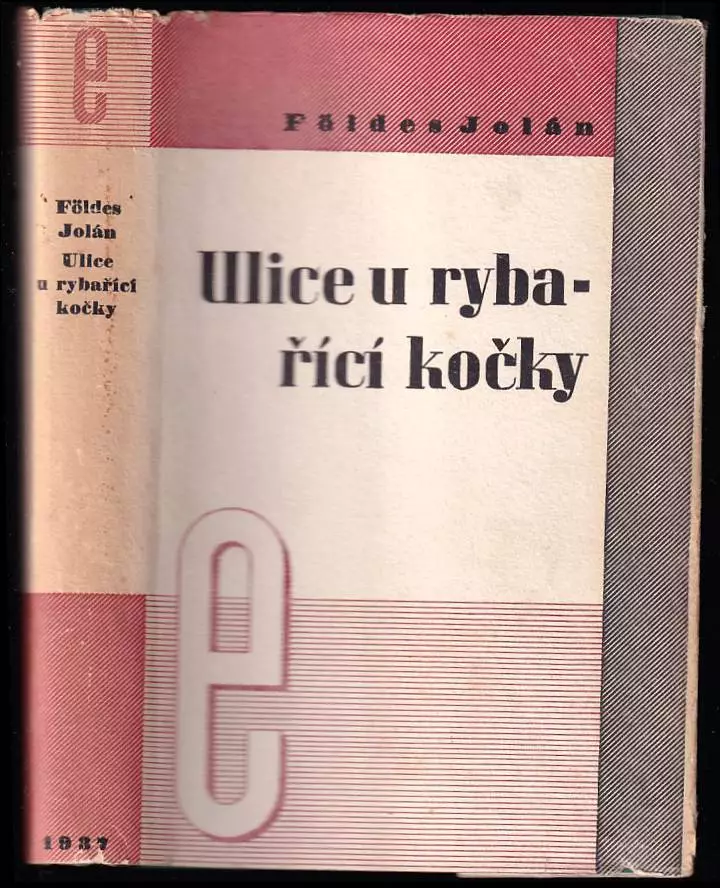 e
Földes
Jolán
Ulice
u rybařící
kočky
1937
Földes Jolán
Ulice u ryba-
řící kočky
e